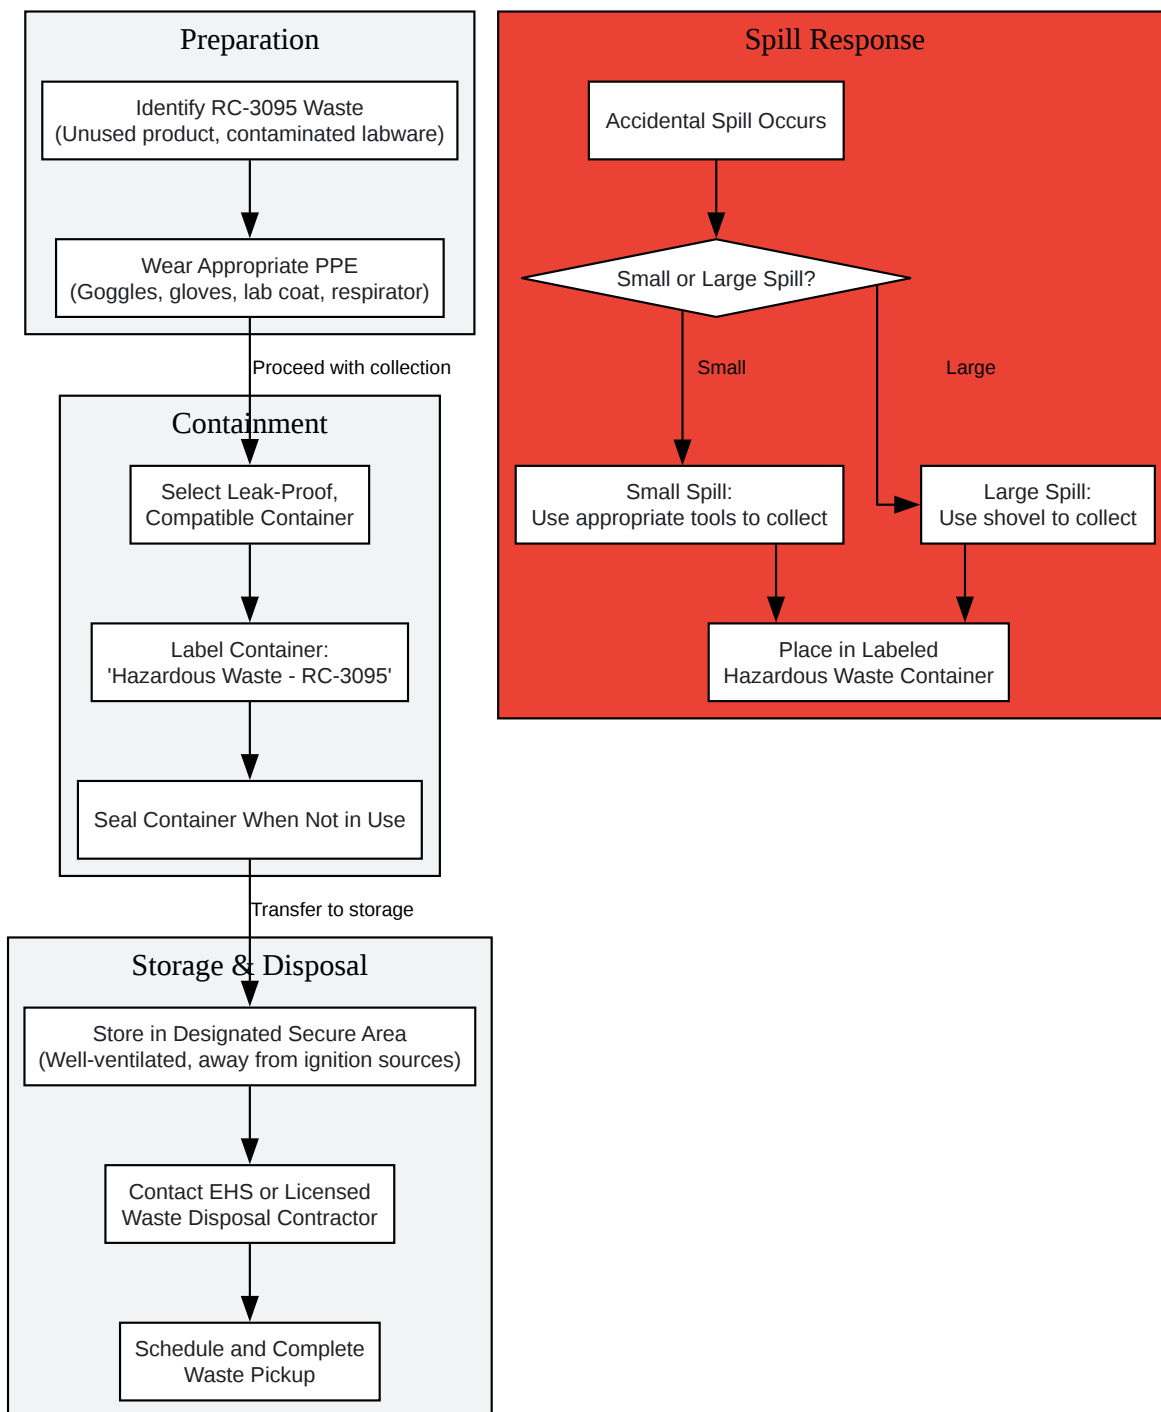 Preparation
Identify RC-3095 Waste
(Unused product, contaminated labware)
Wear Appropriate PPE
(Goggles, gloves, lab coat, respirator)
Proceed with collection
Containment
Select Leak-Proof,
Compatible Container
Label Container:
'Hazardous Waste - RC-3095'
Seal Container When Not in Use
Transfer to storage
Storage & Disposal
Store in Designated Secure Area
(Well-ventilated, away from ignition sources)
Contact EHS or Licensed
Waste Disposal Contractor
Schedule and Complete
Waste Pickup
Spill Response
Accidental Spill Occurs
Small or Large Spill?
Small
Large
Small Spill:
Use appropriate tools to collect
Large Spill:
Use shovel to collect
Place in Labeled
Hazardous Waste Container